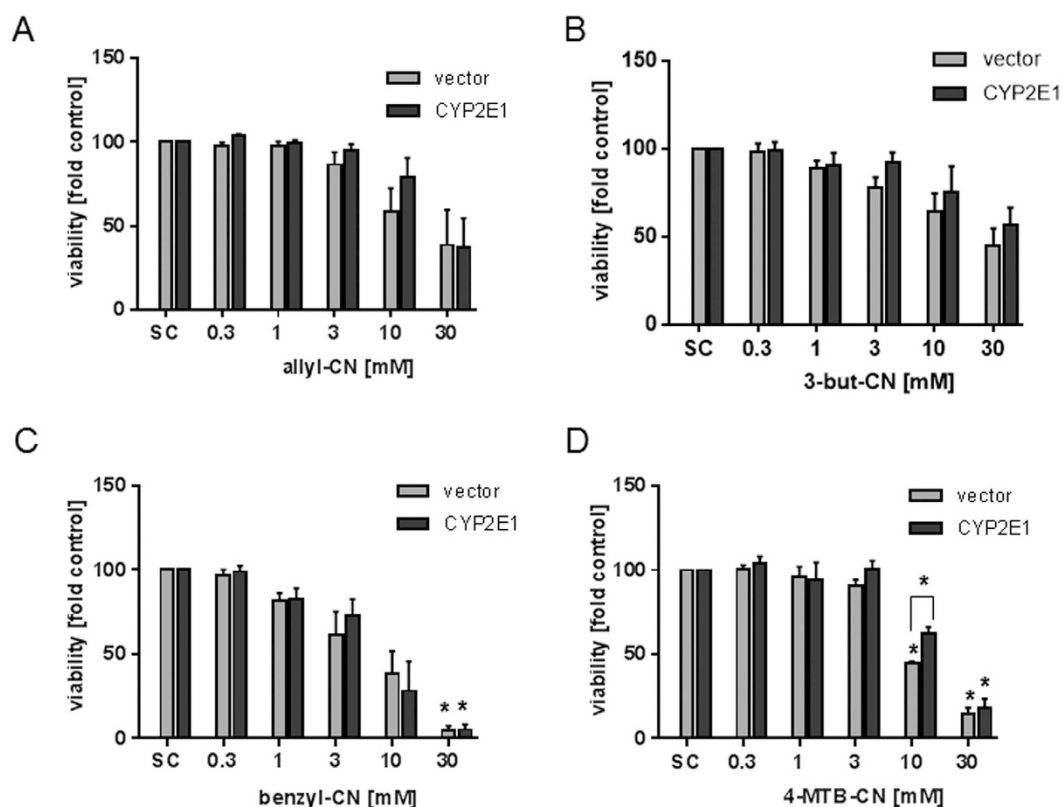 A
viability [fold control]
150
100
50
0
vector
CYP2E1
SC 0.3 1 3 10 30
allyl-CN [mM]
B
viability [fold control]
150
100
50
0
vector
CYP2E1
SC 0.3 1 3 10 30
3-but-CN [mM]
C
viability [fold control]
150
100
50
0
vector
CYP2E1
* *
SC 0.3 1 3 10 30
benzyl-CN [mM]
D
viability [fold control]
150
100
50
0
vector
CYP2E1
*
*
* *
SC 0.3 1 3 10 30
4-MTB-CN [mM]